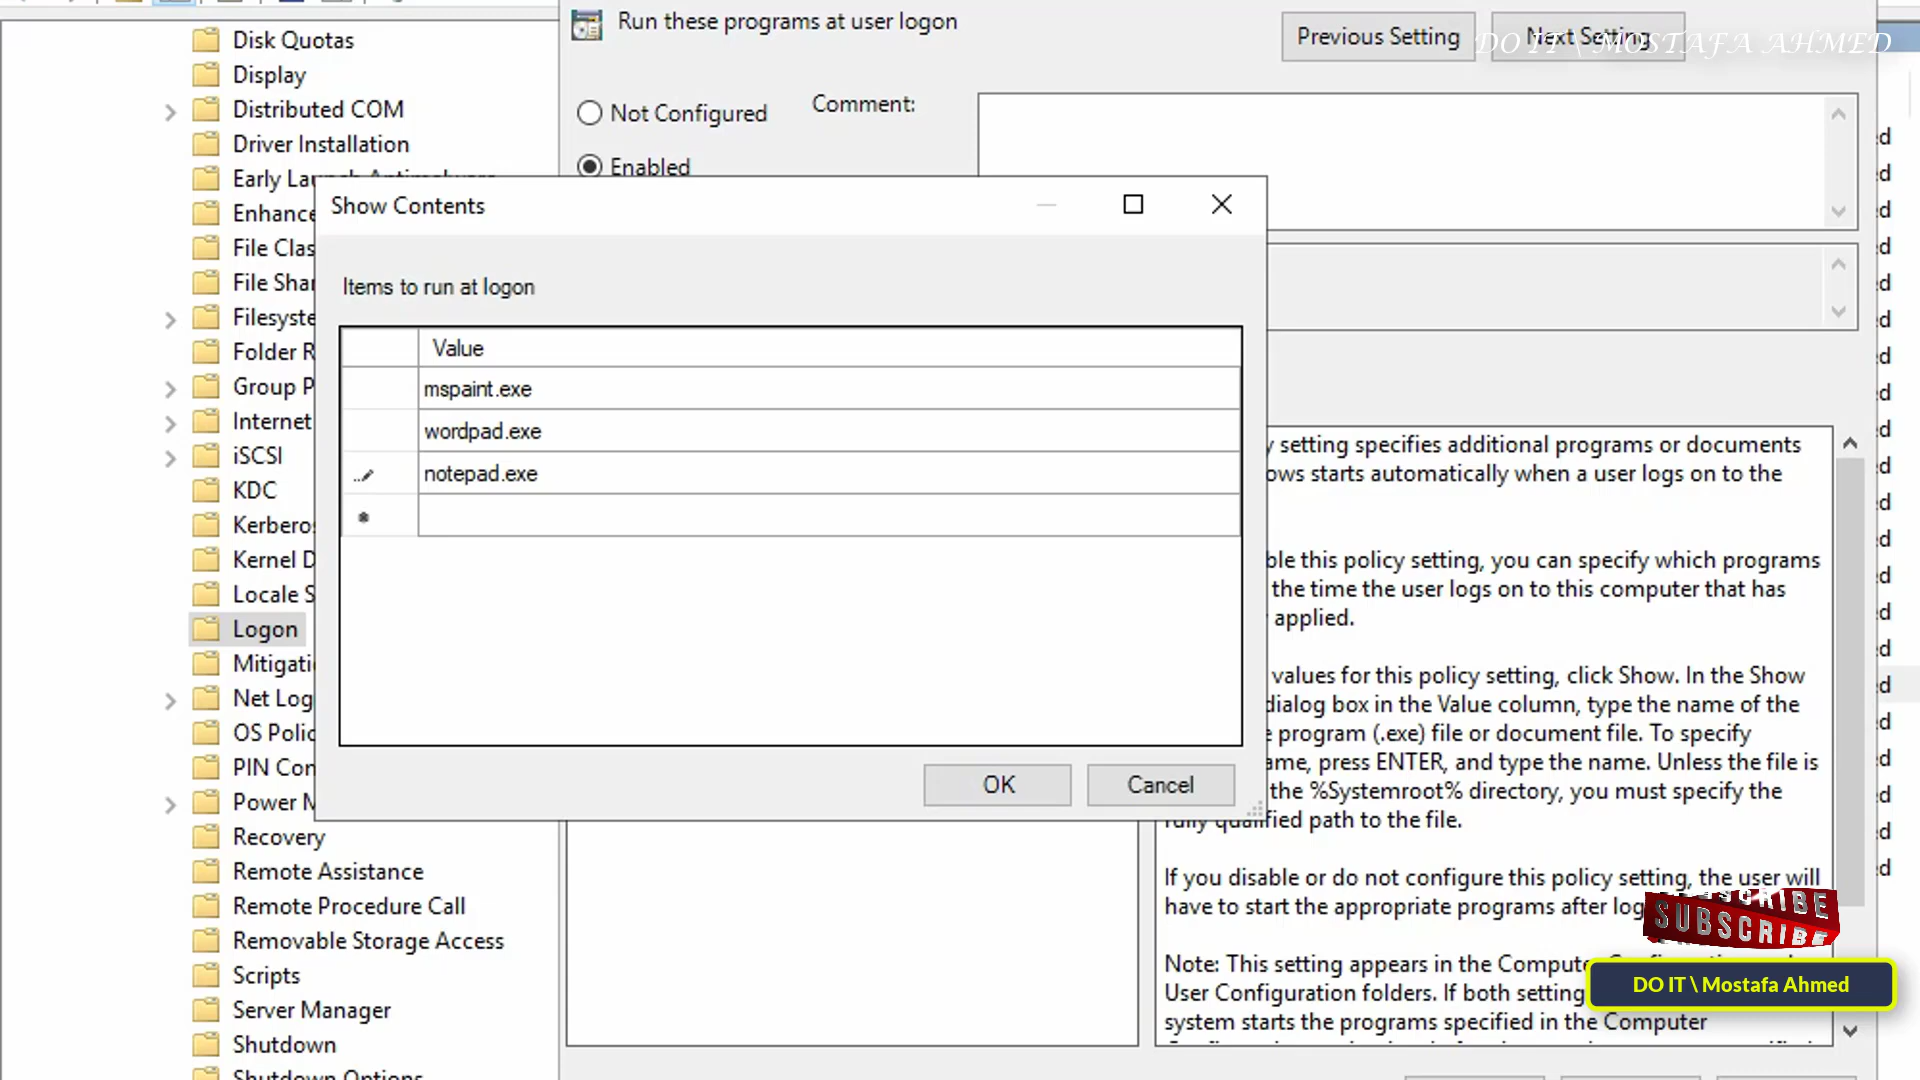 Run these programs at user logon
Previous Setting
Next Setting
DO IT \ MOSTAFA AHMED
Not Configured
Comment:
Enabled
Disk Quotas
Display
Distributed COM
Driver Installation
Early
Enhance
File Clas
File Shar
Filesyste
Folder R
Group P
Internet
iSCSI
KDC
Kerberos
Kernel D
Locale S
Logon
Mitigati
Net Log
OS Polic
PIN Con
Power M
Recovery
Remote Assistance
Remote Procedure Call
Removable Storage Access
Scripts
Server Manager
Shutdown
Shutdown Options
Show Contents
Items to run at logon
Value
mspaint.exe
wordpad.exe
notepad.exe
OK
Cancel
setting specifies additional programs or documents
ows starts automatically when a user logs on to the
ble this policy setting, you can specify which programs
the time the user logs on to this computer that has
applied.
values for this policy setting, click Show. In the Show
dialog box in the Value column, type the name of the
program (.exe) file or document file. To specify
ame, press ENTER, and type the name. Unless the file is
the %Systemroot% directory, you must specify the
fully qualified path to the file.
If you disable or do not configure this policy setting, the user will
have to start the appropriate programs after log
Note: This setting appears in the Compute
User Configuration folders. If both setting
system starts the programs specified in the Computer
SUBSCRIBE
DO IT \ Mostafa Ahmed